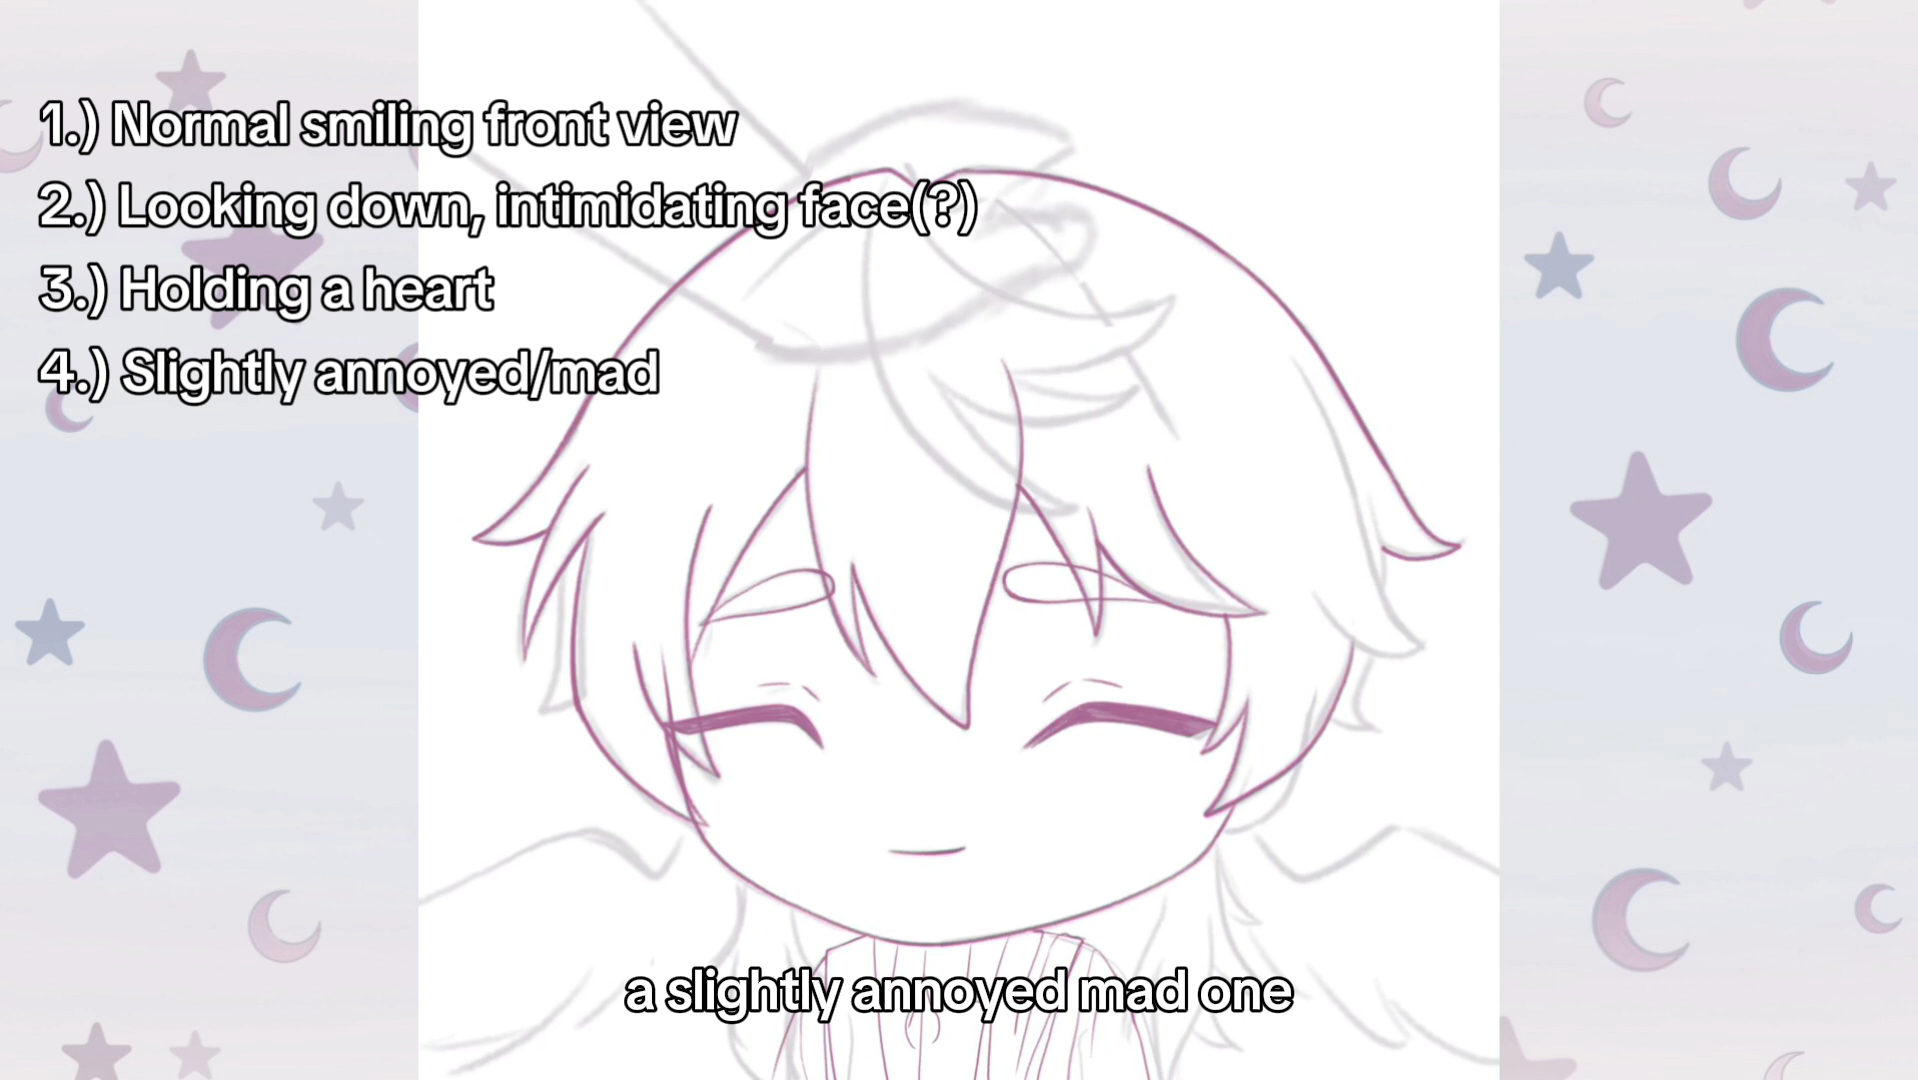 1.) Normal smiling front view
2.) Looking down, intimidating face(?)
3.) Holding a heart
4.) Slightly annoyed/mad
a slightly annoyed mad one